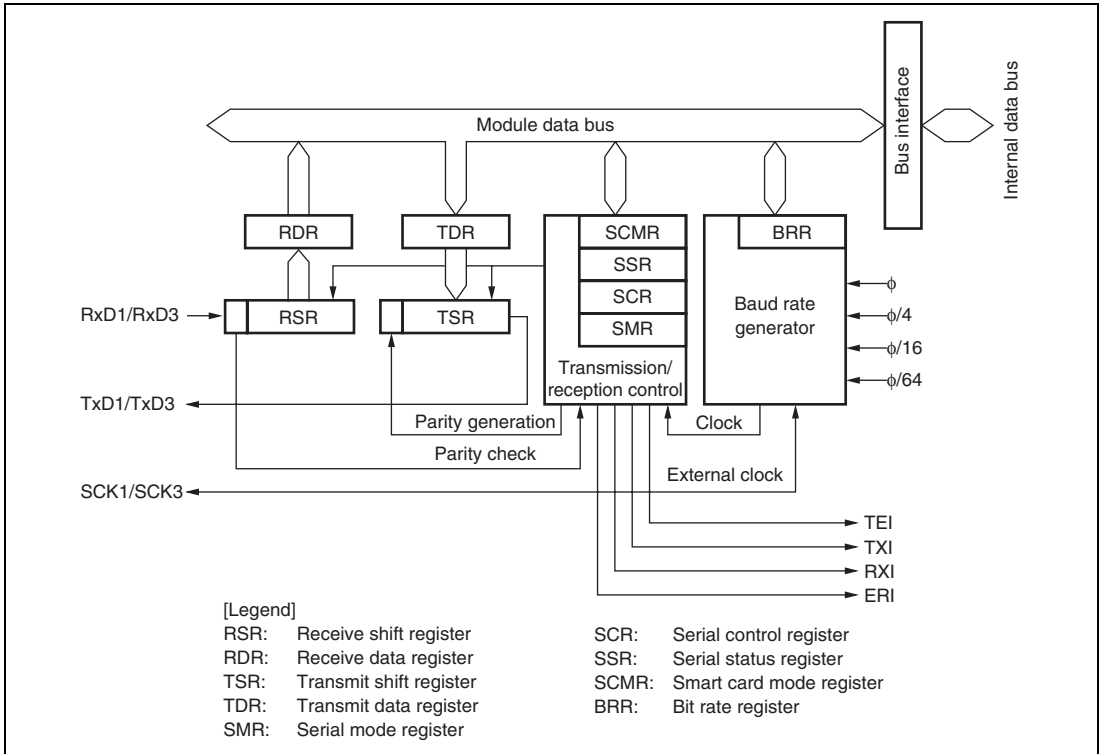 Module data bus
Bus interface
Internal data bus
RDR
TDR
SCMR
BRR
SSR
SCR
SMR
RxD1/RxD3
RSR
TSR
Baud rate
generator
ϕ
ϕ/4
ϕ/16
ϕ/64
Transmission/
reception control
TxD1/TxD3
Parity generation
Clock
Parity check
External clock
SCK1/SCK3
TEI
TXI
RXI
ERI
[Legend]
RSR: Receive shift register
RDR: Receive data register
TSR: Transmit shift register
TDR: Transmit data register
SMR: Serial mode register
SCR: Serial control register
SSR: Serial status register
SCMR: Smart card mode register
BRR: Bit rate register